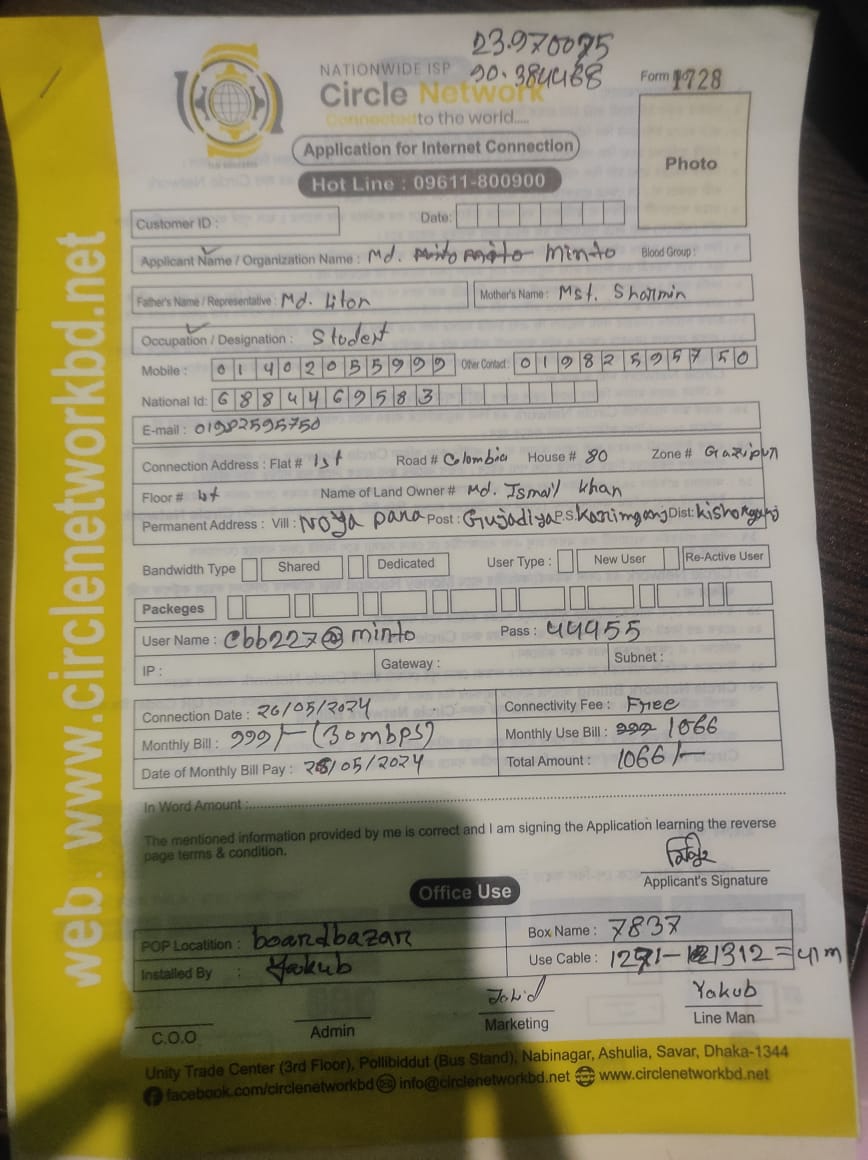 23.970075
90.384468
NATIONWIDE ISP
Circle Network
Connected to the world.....
Form 1728
Photo
Application for Internet Connection
Hot Line : 09611-800900
Customer ID :
Date:
Applicant Name / Organization Name : Md. Minto
Blood Group :
Father's Name / Representative : Md. Liton
Mother's Name : Mst. Sharmin
Occupation / Designation : Student
Mobile : 01402055999 Other Contact : 01982595750
National Id: 6884469583
E-mail : 01982595750
Connection Address : Flat # 1st Road # Colombia House # 80 Zone # Gazipur
Floor # Name of Land Owner # Md. Ismail Khan
Permanent Address : Vill : Noya para Post : Gujadiya P.S. Karimganj Dist: Kishorganj
Bandwidth Type Shared Dedicated User Type : New User Re-Active User
Packeges
User Name : cbb227@minto Pass : 44955
IP : Gateway : Subnet :
Connection Date : 26/05/2024 Connectivity Fee : Free
Monthly Bill : 999/- (30mbps) Monthly Use Bill : 999 1066
Date of Monthly Bill Pay : /05/2024 Total Amount : 1066/-
In Word Amount :
The mentioned information provided by me is correct and I am signing the Application learning the reverse
page terms & condition.
Applicant's Signature
Office Use
POP Locatition : boardbazar Box Name : 7837
Installed By : Yakub Use Cable : 1312 = 41m
Jahid Yakub
C.O.O Admin Marketing Line Man
Unity Trade Center (3rd Floor), Pollibiddut (Bus Stand), Nabinagar, Ashulia, Savar, Dhaka-1344
facebook.com/circlenetworkbd info@circlenetworkbd.net www.circlenetworkbd.net
web. www.circlenetworkbd.net